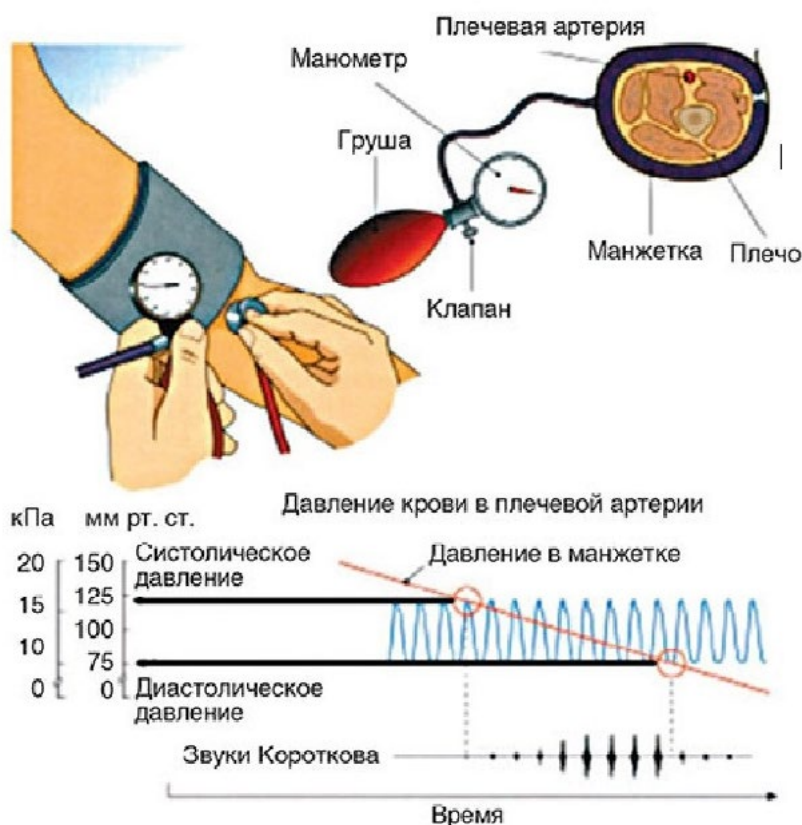 Плечевая артерия
Манометр
Груша
Манжетка Плечо
Клапан
Давление крови в плечевой артерии
кПа мм рт. ст.
20 150 Систолическое
давление
Давление в манжетке
15 125
10 100
75
0 0 Диастолическое
давление
Звуки Короткова
Время